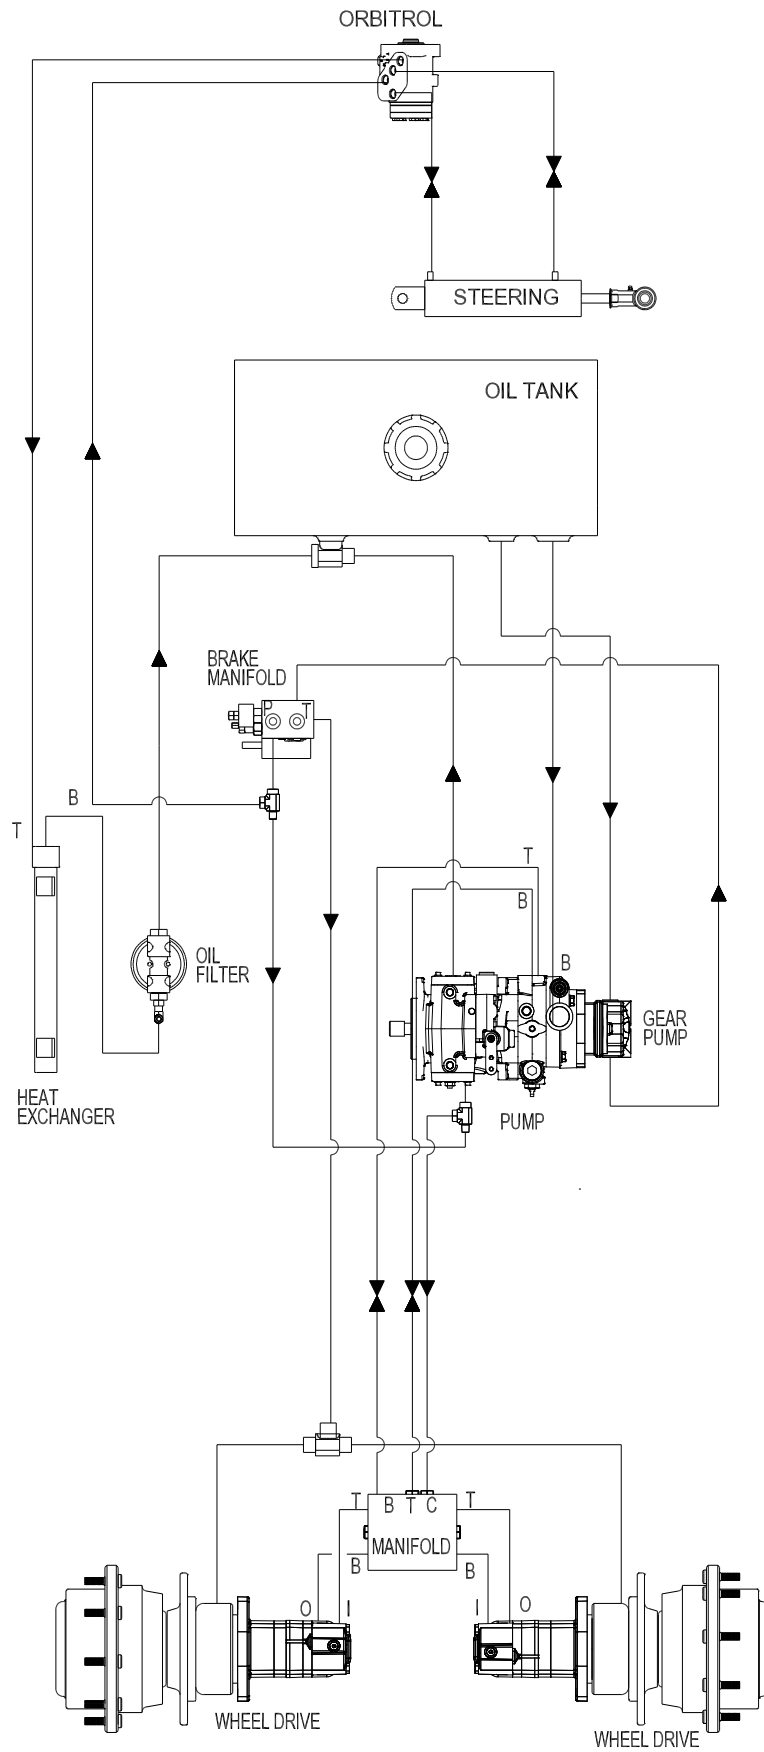 ORBITROL
STEERING
OIL TANK
BRAKE
MANIFOLD
P T
B
T
T
B
B
OIL
FILTER
GEAR
PUMP
HEAT
EXCHANGER
PUMP
T B T C T
MANIFOLD
B B
O I I O
WHEEL DRIVE
WHEEL DRIVE